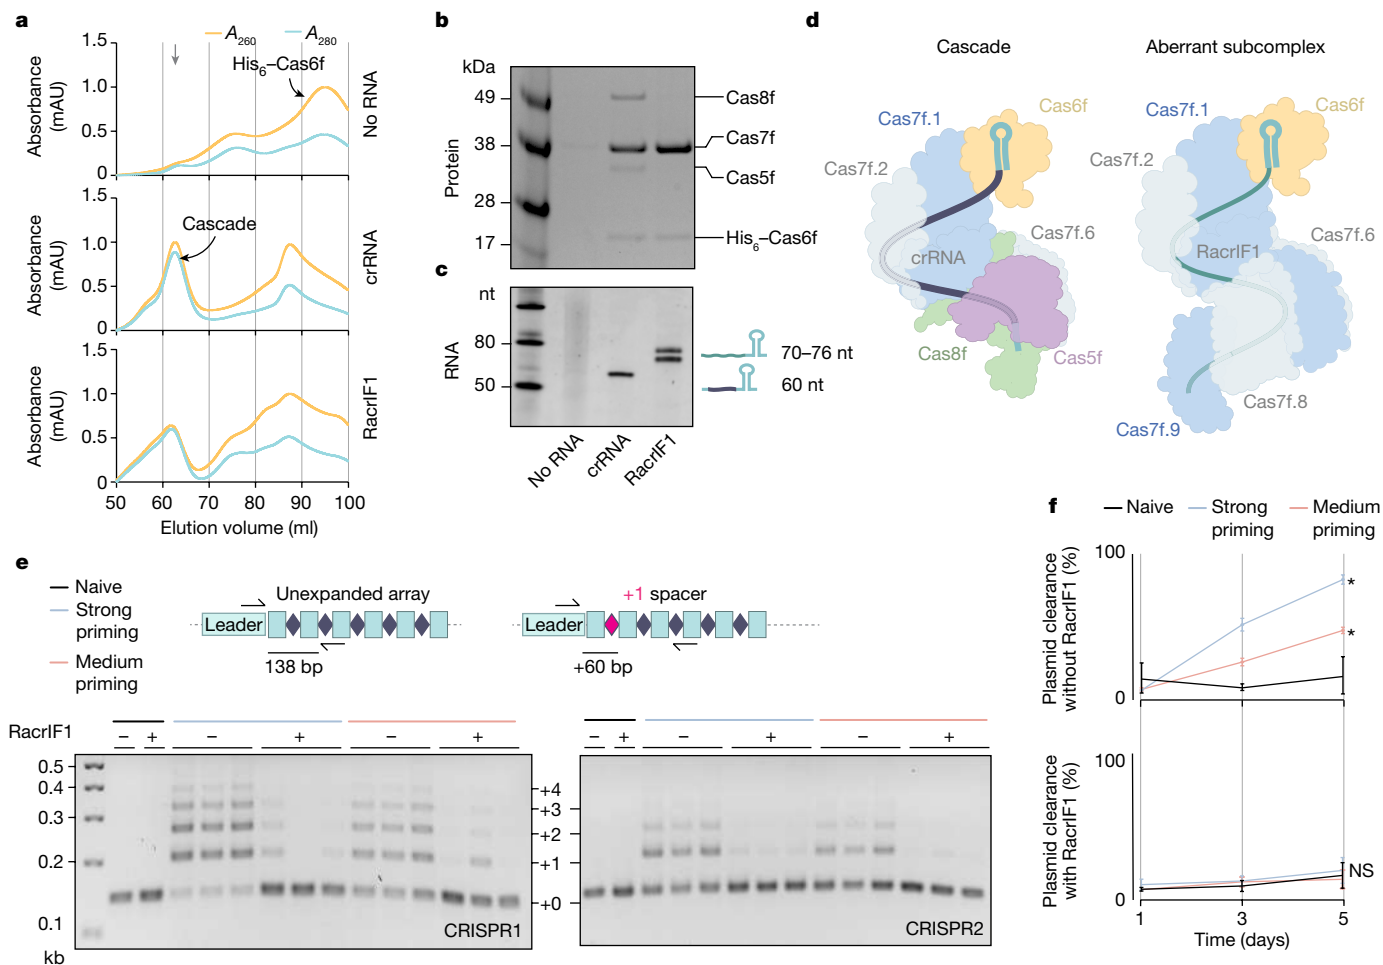 a
A260 A280
1.5
His6–Cas6f
1.0
0.5
0
Absorbance
(mAU)
No RNA
1.5
Cascade
1.0
0.5
0
Absorbance
(mAU)
crRNA
1.5
1.0
0.5
0
Absorbance
(mAU)
RacrIF1
50 60 70 80 90 100
Elution volume (ml)
b
kDa
49
38
28
17
Protein
Cas8f
Cas7f
Cas5f
His6–Cas6f
c
nt
80
50
RNA
70–76 nt
60 nt
No RNA
crRNA
RacrIF1
d
Cascade
Cas7f.1
Cas6f
Cas7f.2
crRNA
Cas7f.6
Cas8f
Cas5f
Aberrant subcomplex
Cas7f.1
Cas6f
Cas7f.2
RacrIF1
Cas7f.6
Cas7f.8
Cas7f.9
e
Naive
Strong
priming
Medium
priming
Unexpanded array
Leader
138 bp
+1 spacer
Leader
+60 bp
RacrIF1
− + − + − +
− + − + − +
0.5
0.4
0.3
0.2
0.1
kb
+4
+3
+2
+1
+0
CRISPR1
CRISPR2
f
Naive
Strong
priming
Medium
priming
100
0
Plasmid clearance
without RacrIF1 (%)
*
*
100
0
Plasmid clearance
with RacrIF1 (%)
NS
1 3 5
Time (days)